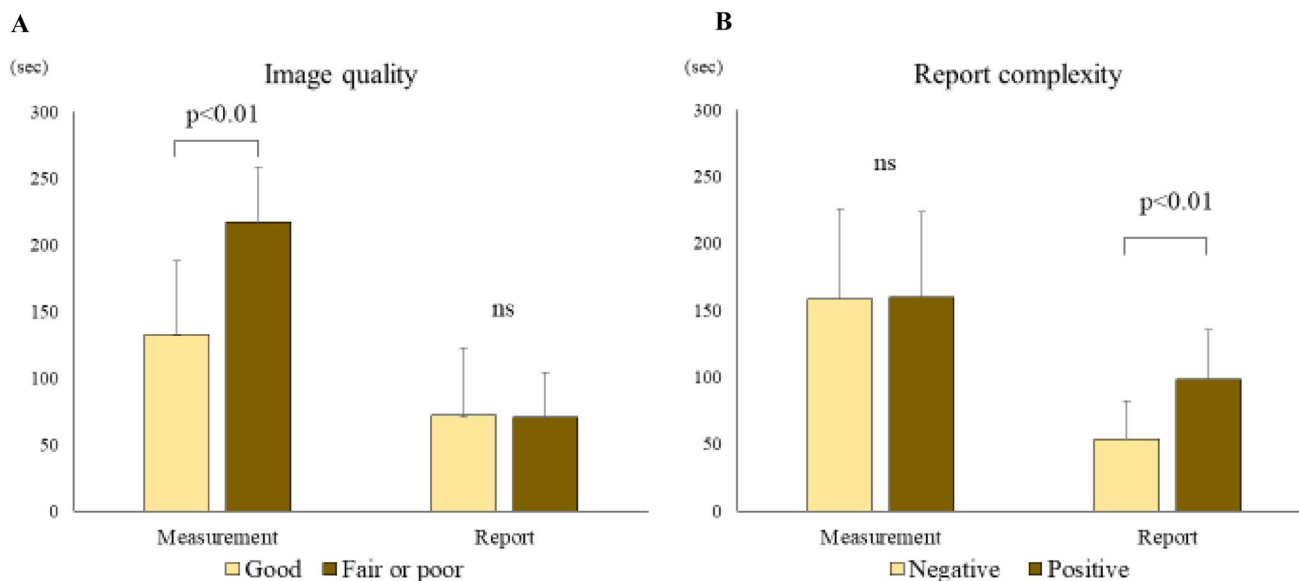 A
(sec)
Image quality
300
250
200
150
100
50
0
p<0.01
ns
Measurement
Report
Good
Fair or poor
B
(sec)
Report complexity
300
250
200
150
100
50
0
ns
p<0.01
Measurement
Report
Negative
Positive